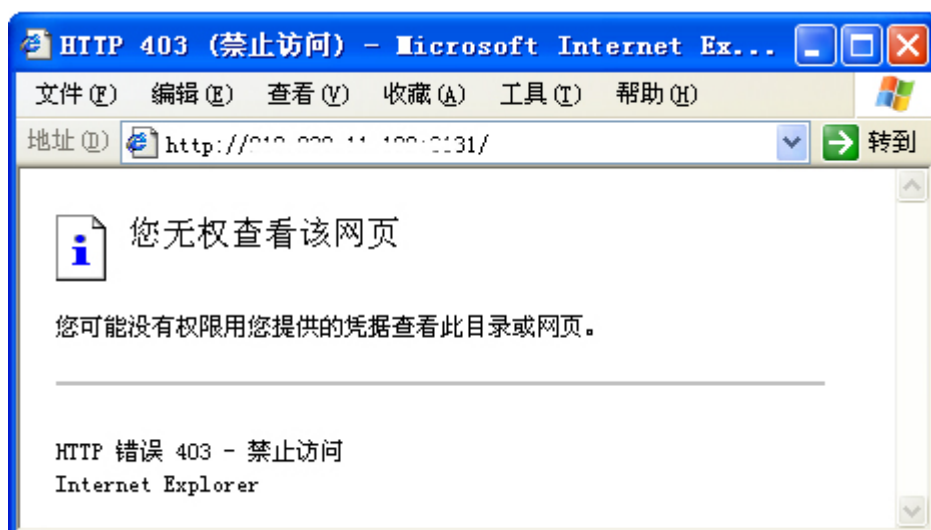 HTTP 403 (禁止访问) - Microsoft Internet Ex...
文件(F) 编辑(E) 查看(V) 收藏(A) 工具(T) 帮助(H)
地址(D) http:// 31/ 转到
您无权查看该网页
您可能没有权限用您提供的凭据查看此目录或网页。
HTTP 错误 403 - 禁止访问
Internet Explorer